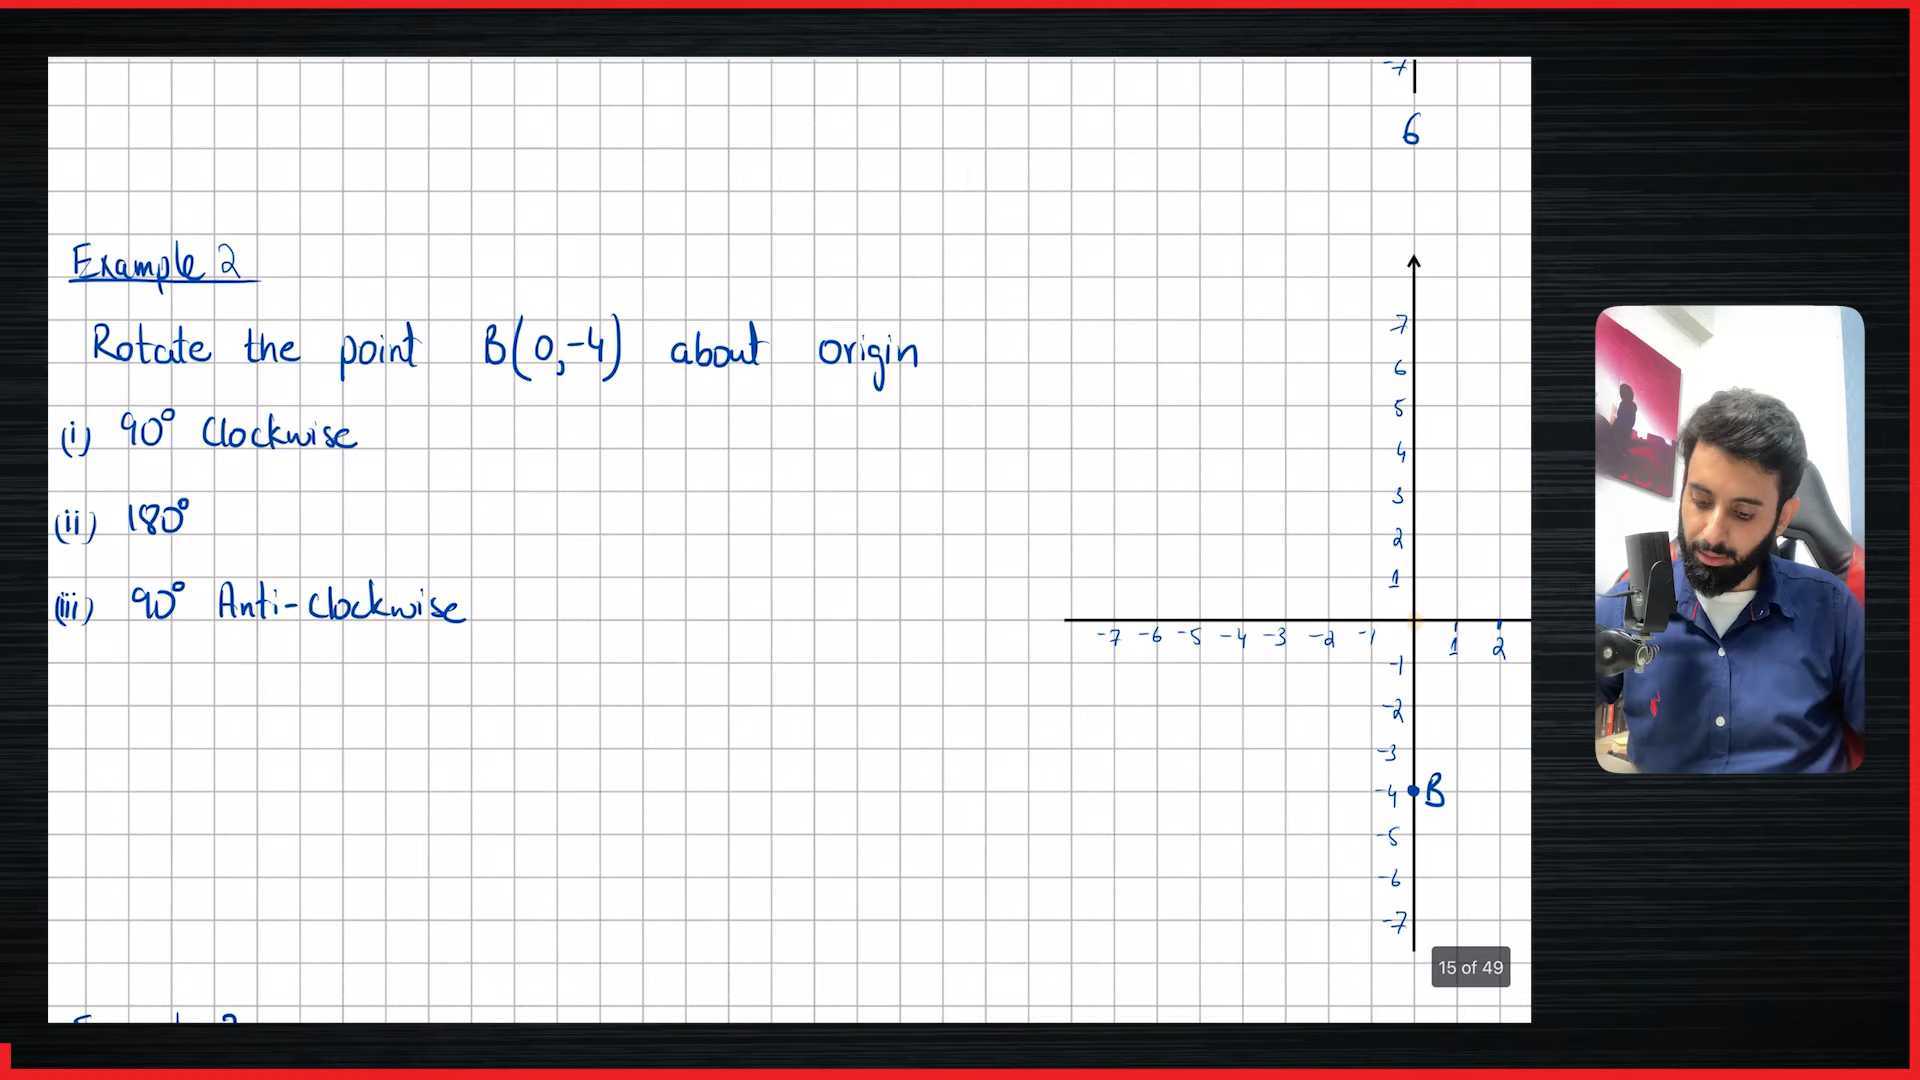 -7
6
Example 2
Rotate the point B(0,-4) about origin
(i) 90° Clockwise
(ii) 180°
(iii) 90° Anti-clockwise
7
6
5
4
3
2
1
-7 -6 -5 -4 -3 -2 -1 1 2
-1
-2
-3
-4 B
-5
-6
-7
15 of 49